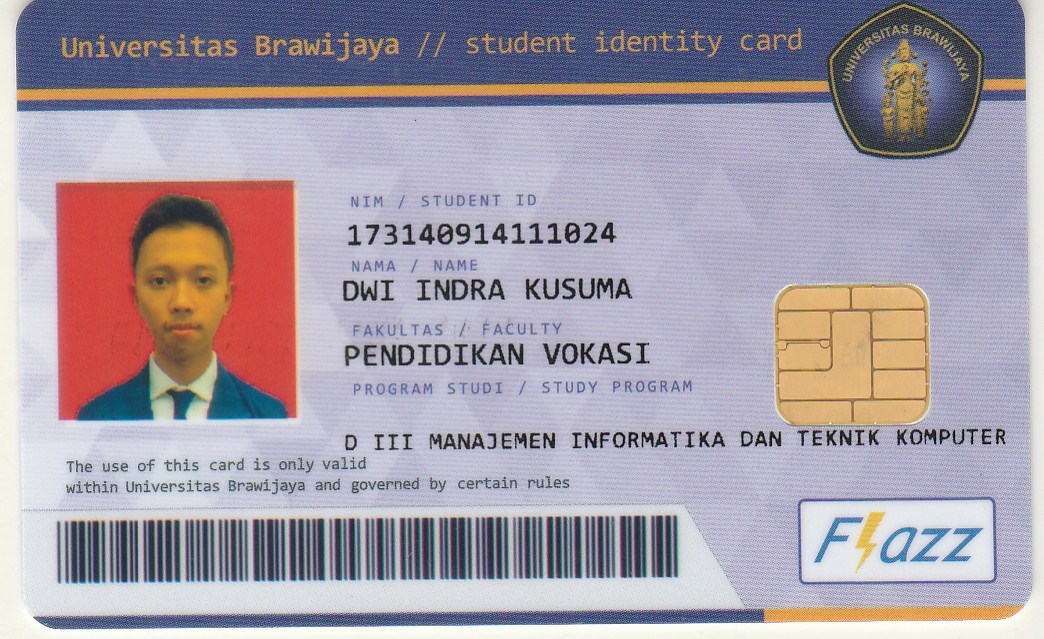 Universitas Brawijaya // student identity card
UNIVERSITAS BRAWIJAYA
NIM / STUDENT ID
173140914111024
NAMA / NAME
DWI INDRA KUSUMA
FAKULTAS / FACULTY
PENDIDIKAN VOKASI
PROGRAM STUDI / STUDY PROGRAM
D III MANAJEMEN INFORMATIKA DAN TEKNIK KOMPUTER
The use of this card is only valid
within Universitas Brawijaya and governed by certain rules
Flazz